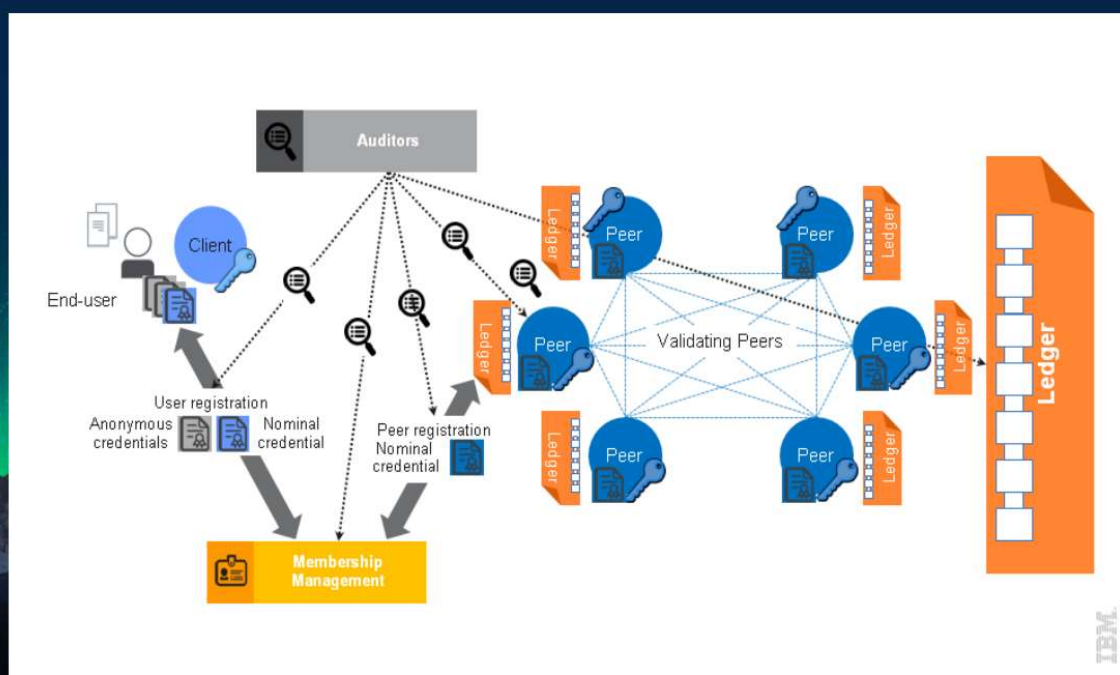 Auditors
Client
End-user
User registration
Anonymous
credentials
Nominal
credential
Peer registration
Nominal
credential
Membership
Management
Ledger
Peer
Peer
Ledger
Ledger
Peer
Validating Peers
Peer
Ledger
Ledger
Peer
Peer
Ledger
Ledger
IBM